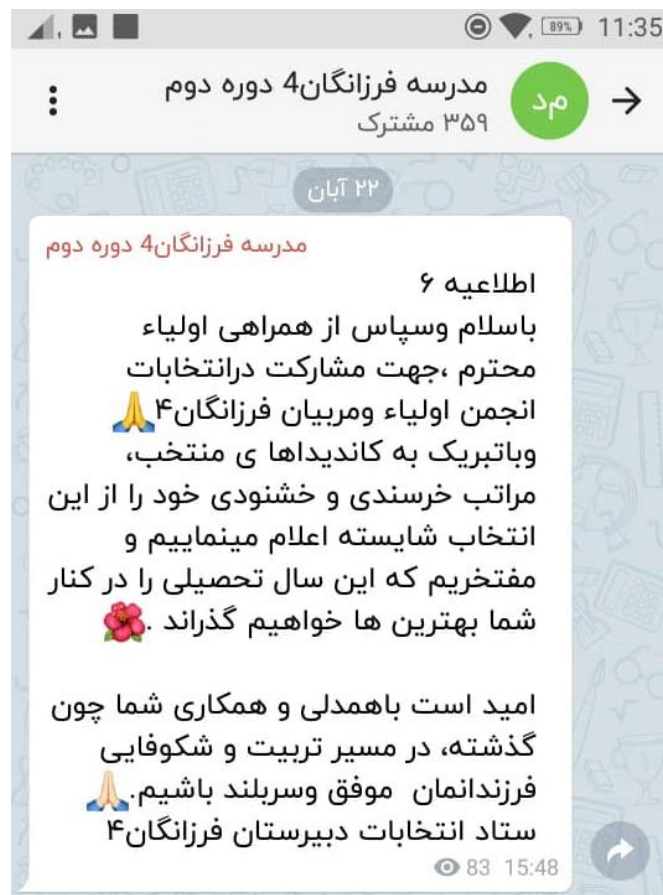 89% 11:35
مدرسه فرزانگان4 دوره دوم
۳۵۹ مشترک
مد
۲۲ آبان
مدرسه فرزانگان4 دوره دوم
اطلاعیه ۶
باسلام وسپاس از همراهی اولیاء
محترم ،جهت مشارکت درانتخابات
انجمن اولیاء ومربیان فرزانگان۴🙏
وباتبریک به کاندیداها ی منتخب،
مراتب خرسندی و خشنودی خود را از این
انتخاب شایسته اعلام مینماییم و
مفتخریم که این سال تحصیلی را در کنار
شما بهترین ها خواهیم گذراند .🌺
امید است باهمدلی و همکاری شما چون
گذشته، در مسیر تربیت و شکوفایی
فرزندانمان موفق وسربلند باشیم.🙏🏻
ستاد انتخابات دبیرستان فرزانگان۴
83 15:48